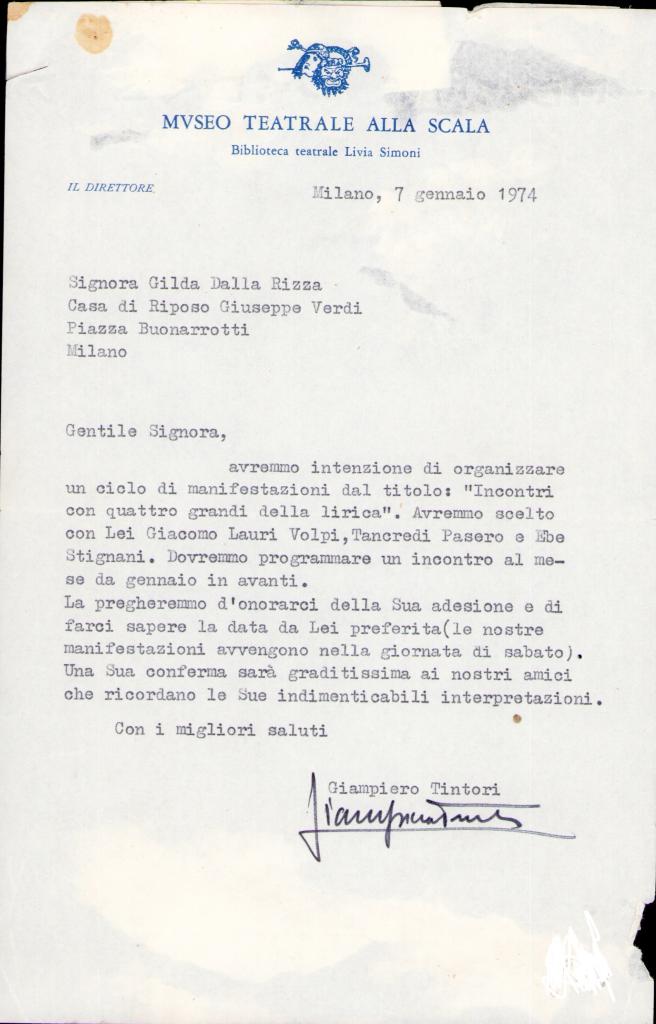 MVSEO TEATRALE ALLA SCALA
Biblioteca teatrale Livia Simoni
IL DIRETTORE
Milano, 7 gennaio 1974
Signora Gilda Dalla Rizza
Casa di Riposo Giuseppe Verdi
Piazza Buonarrotti
Milano
Gentile Signora,
avremmo intenzione di organizzare
un ciclo di manifestazioni dal titolo: "Incontri
con quattro grandi della lirica". Avremmo scelto
con Lei Giacomo Lauri Volpi,Tancredi Pasero e Ebe
Stignani. Dovremmo programmare un incontro al me-
se da gennaio in avanti.
La pregheremmo d'onorarci della Sua adesione e di
farci sapere la data da Lei preferita(le nostre
manifestazioni avvengono nella giornata di sabato).
Una Sua conferma sarà graditissima ai nostri amici
che ricordano le Sue indimenticabili interpretazioni.
Con i migliori saluti
Giampiero Tintori